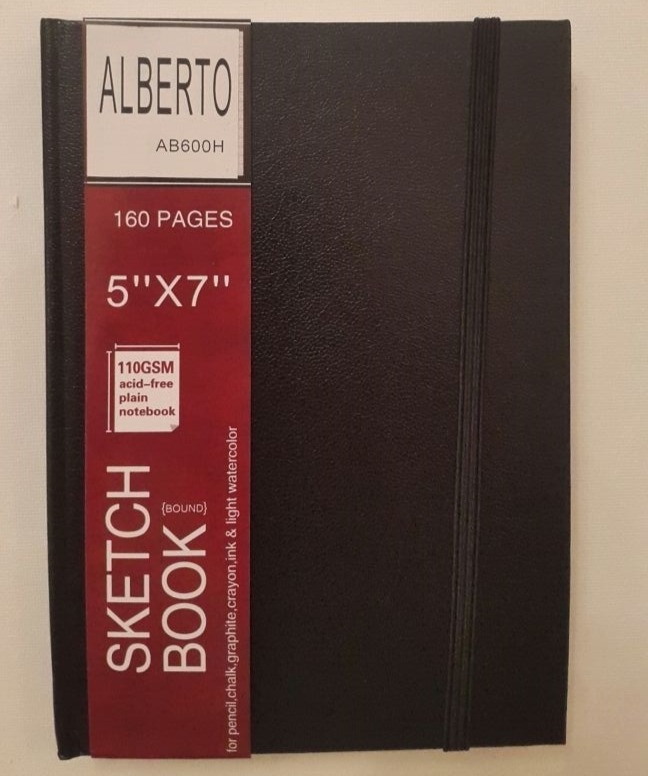 ALBERTO
AB600H
160 PAGES
5"X7"
110GSM
acid-free
plain
notebook
SKETCH
{BOUND}
BOOK
for pencil,chalk,graphite,crayon,ink & light watercolor